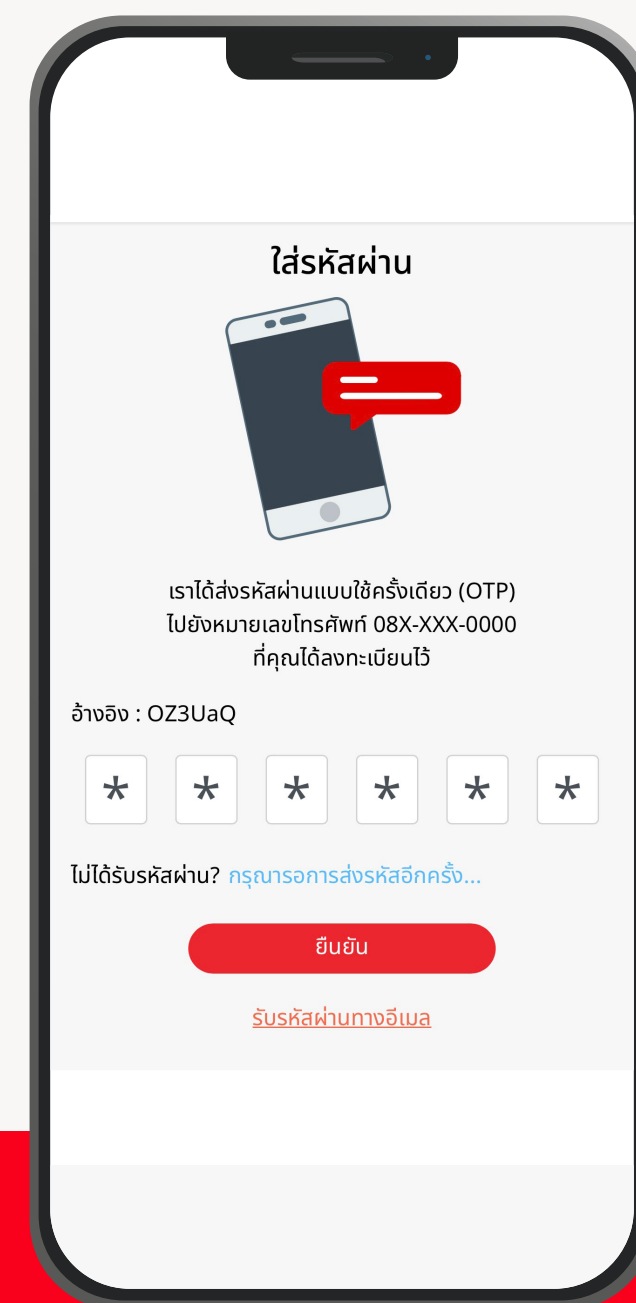 ใส่รหัสผ่าน
เราได้ส่งรหัสผ่านแบบใช้ครั้งเดียว (OTP)
ไปยังหมายเลขโทรศัพท์ 08X-XXX-0000
ที่คุณได้ลงทะเบียนไว้
อ้างอิง : OZ3UaQ
* * * * * *
ไม่ได้รับรหัสผ่าน? กรุณารอการส่งรหัสอีกครั้ง...
ยืนยัน
รับรหัสผ่านทางอีเมล